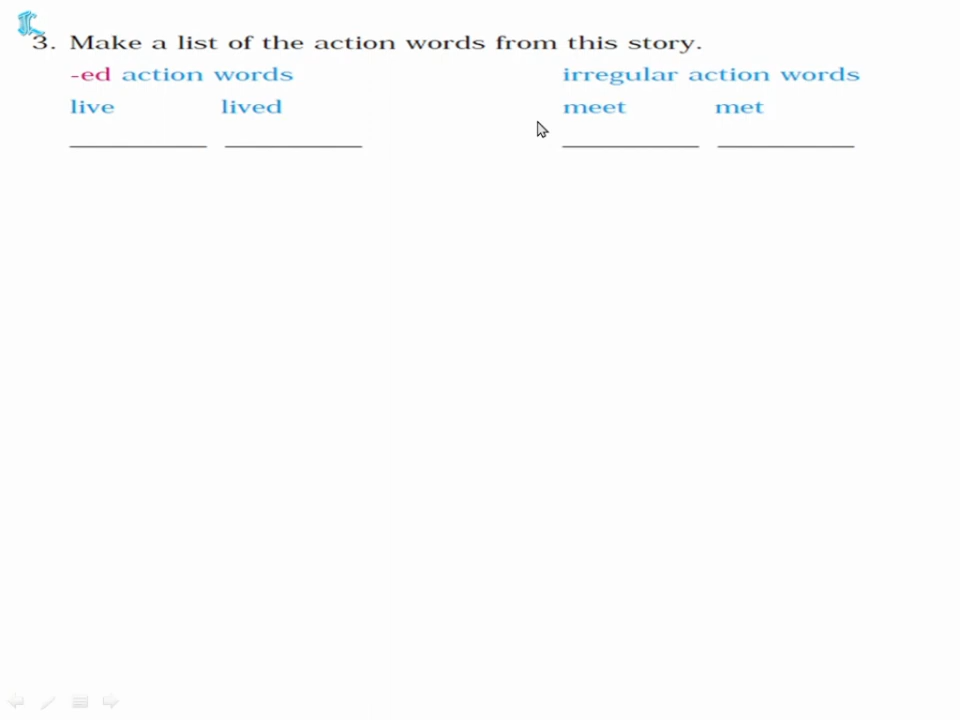 3. Make a list of the action words from this story.
-ed action words irregular action words
live lived meet met